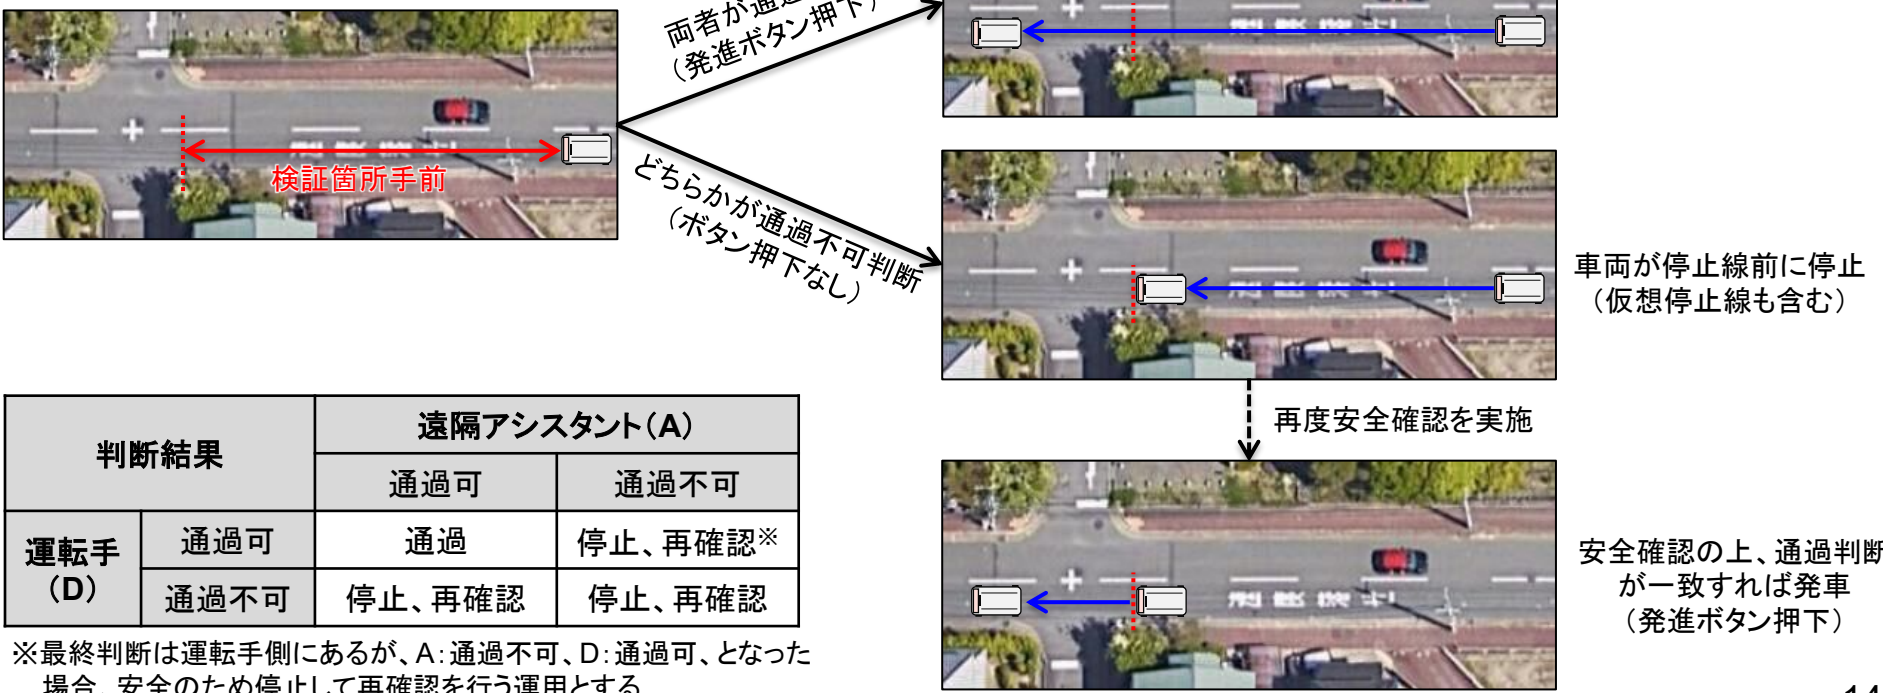 両者が通過
（発進ボタン押下）
検証箇所手前
どちらかが通過不可判断
（ボタン押下なし）
車両が停止線前に停止
（仮想停止線も含む）
再度安全確認を実施
安全確認の上、通過判断
が一致すれば発車
（発進ボタン押下）
判断結果
遠隔アシスタント（A）
通過可
通過不可
運転手
（D）
通過可
通過
停止、再確認※
通過不可
停止、再確認
停止、再確認
※最終判断は運転手側にあるが、A：通過不可、D：通過可、となった
場合、安全のため停止して再確認を行う運用とする
14